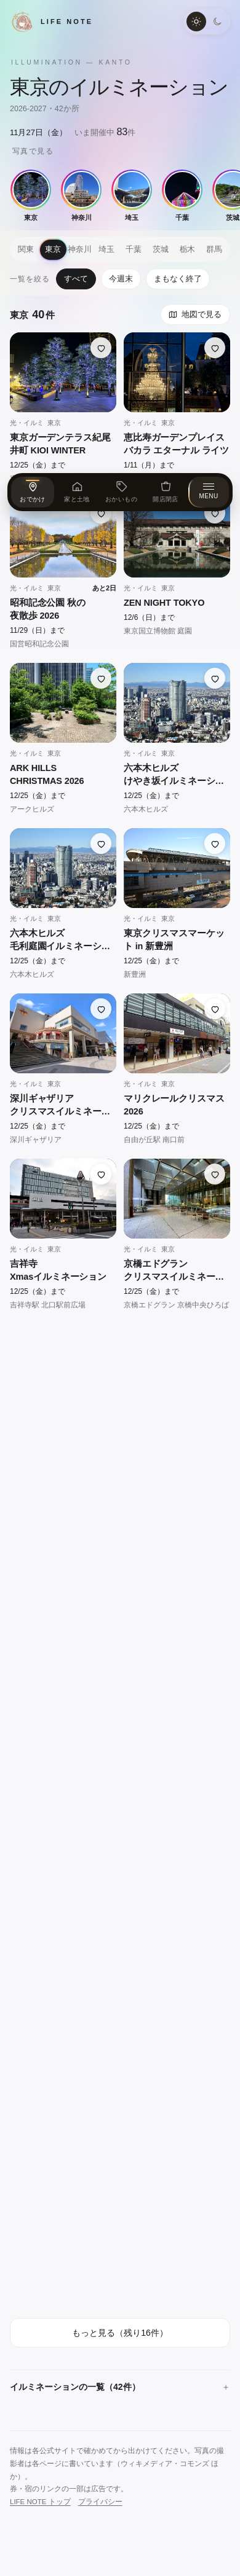 LIFE NOTE
ILLUMINATION — KANTO
東京のイルミネーション
2026-2027・42か所
11月27日（金） いま開催中 83件
写真で見る
東京 神奈川 埼玉 千葉 茨城
関東 東京 神奈川 埼玉 千葉 茨城 栃木 群馬
一覧を絞る すべて 今週末 まもなく終了
東京 40件 地図で見る
光・イルミ 東京
東京ガーデンテラス紀尾
井町 KIOI WINTER
12/25（金）まで
光・イルミ 東京
恵比寿ガーデンプレイス
バカラ エターナル ライツ
1/11（月）まで
おでかけ 家と土地 おかいもの 開店閉店 MENU
光・イルミ 東京 あと2日
昭和記念公園 秋の
夜散歩 2026
11/29（日）まで
国営昭和記念公園
光・イルミ 東京
ZEN NIGHT TOKYO
12/6（日）まで
東京国立博物館 庭園
光・イルミ 東京
ARK HILLS
CHRISTMAS 2026
12/25（金）まで
アークヒルズ
光・イルミ 東京
六本木ヒルズ
けやき坂イルミネーシ…
12/25（金）まで
六本木ヒルズ
光・イルミ 東京
六本木ヒルズ
毛利庭園イルミネーシ…
12/25（金）まで
六本木ヒルズ
光・イルミ 東京
東京クリスマスマーケッ
ト in 新豊洲
12/25（金）まで
新豊洲
光・イルミ 東京
深川ギャザリア
クリスマスイルミネー…
12/25（金）まで
深川ギャザリア
光・イルミ 東京
マリクレールクリスマス
2026
12/25（金）まで
自由が丘駅 南口前
光・イルミ 東京
吉祥寺
Xmasイルミネーション
12/25（金）まで
吉祥寺駅 北口駅前広場
光・イルミ 東京
京橋エドグラン
クリスマスイルミネー…
12/25（金）まで
京橋エドグラン 京橋中央ひろば
もっと見る（残り16件）
イルミネーションの一覧（42件） +
情報は各公式サイトで確かめてから出かけてください。写真の撮
影者は各ページに書いています（ウィキメディア・コモンズ ほ
か）。
券・宿のリンクの一部は広告です。
LIFE NOTE トップ プライバシー